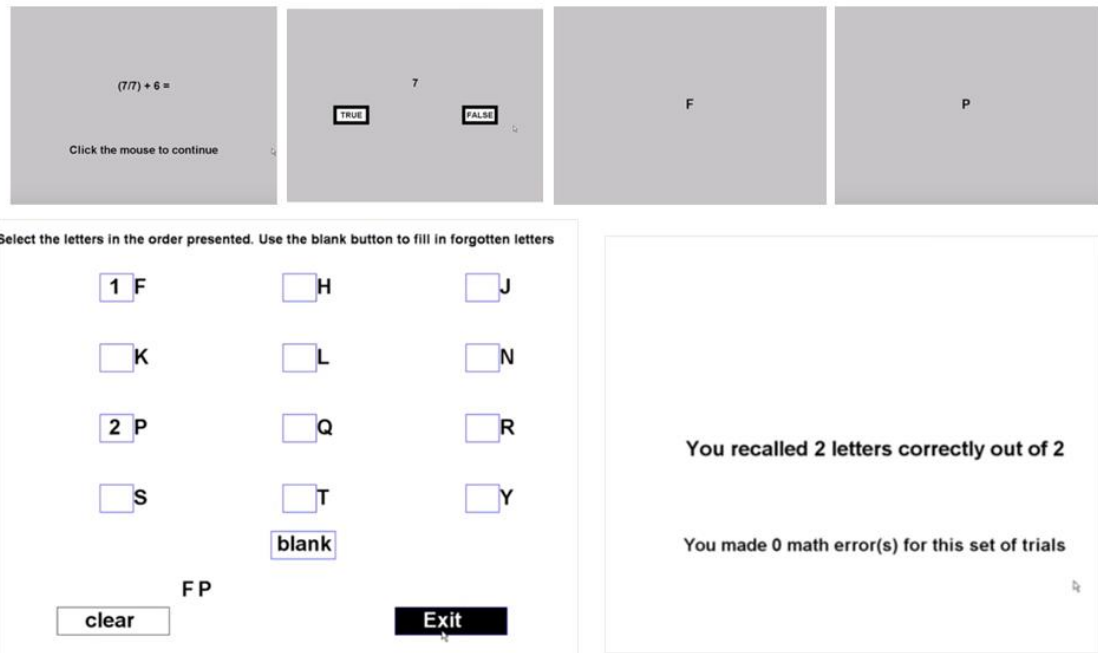 (7/7) + 6 =
Click the mouse to continue
7
TRUE FALSE
F
P
Select the letters in the order presented. Use the blank button to fill in forgotten letters
1 F H J
K L N
2 P Q R
S T Y
blank
F P
clear Exit
You recalled 2 letters correctly out of 2
You made 0 math error(s) for this set of trials